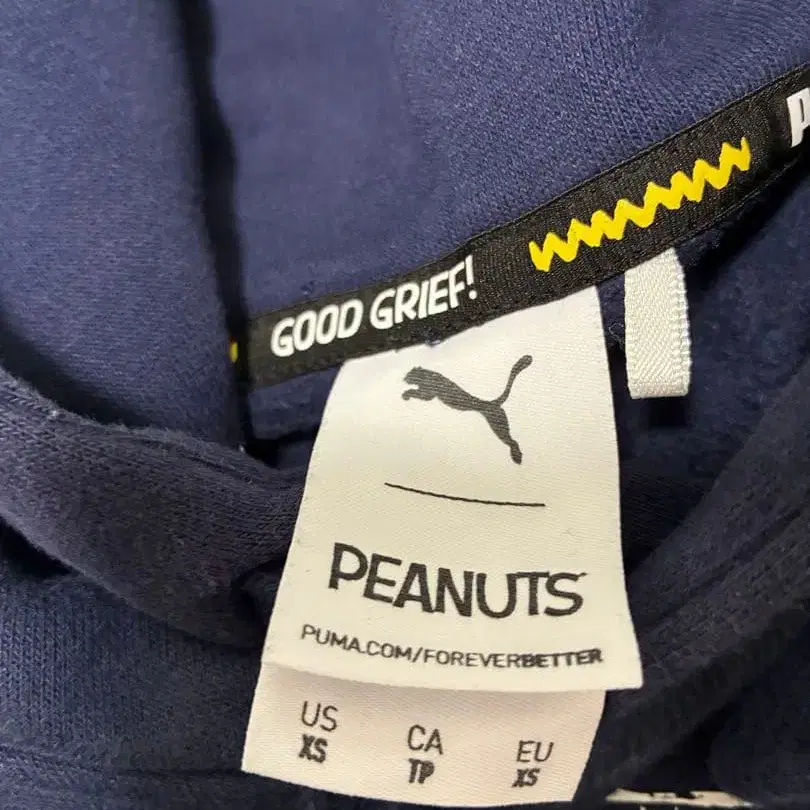 GOOD GRIEF!
PEANUTS
PUMA.COM/FOREVERBETTER
US CA EU
XS TP XS